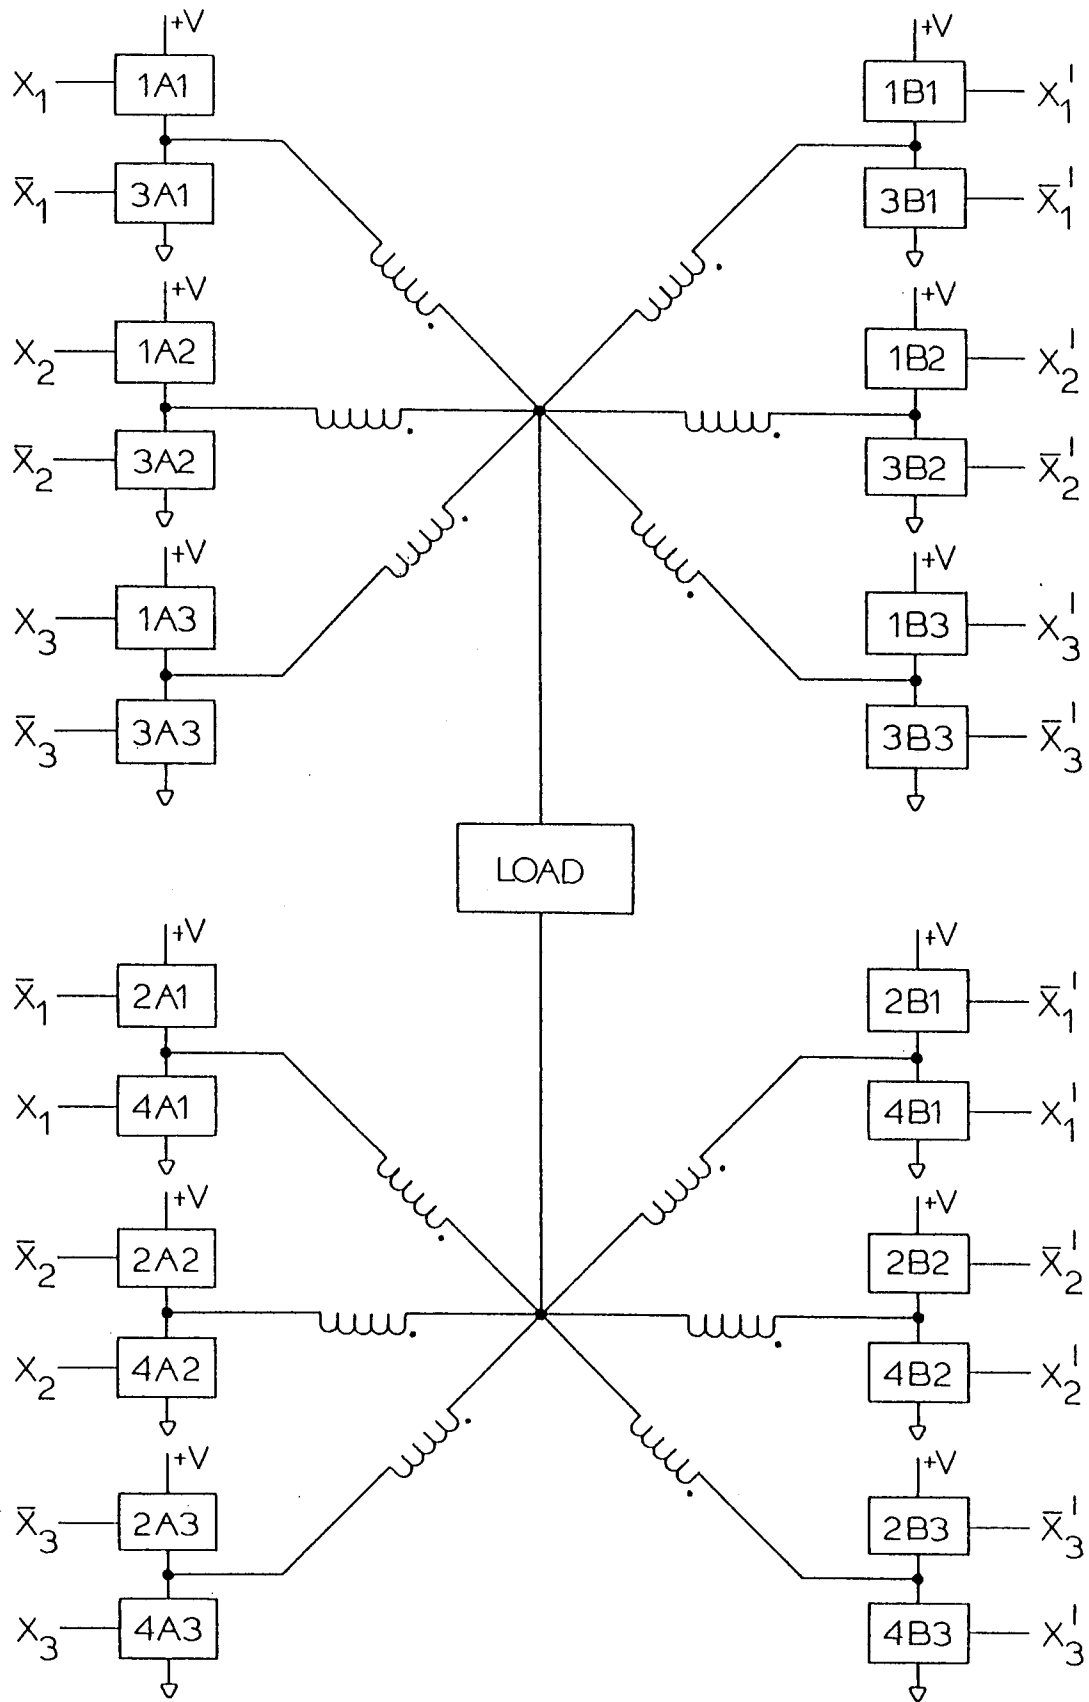 +V +V
X₁ 1A1 1B1 X₁'
X̅₁ 3A1 3B1 X̅₁'
+V +V
X₂ 1A2 1B2 X₂'
X̅₂ 3A2 3B2 X̅₂'
+V +V
X₃ 1A3 1B3 X₃'
X̅₃ 3A3 3B3 X̅₃'
LOAD
+V +V
X̅₁ 2A1 2B1 X̅₁'
X₁ 4A1 4B1 X₁'
+V +V
X̅₂ 2A2 2B2 X̅₂'
X₂ 4A2 4B2 X₂'
+V +V
X̅₃ 2A3 2B3 X̅₃'
X₃ 4A3 4B3 X₃'